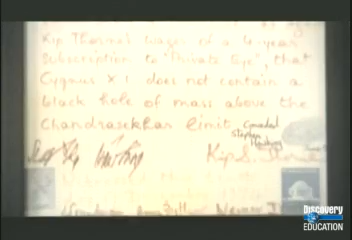 Kip Thorne's wager of a 4-year
Subscription to "Private Eye", that
Cygnus X 1 does not contain a
black hole of mass above the
Chandrasekhar limit
Conceded
Stephen
Hawking
Kip S. Thorne
Discovery
EDUCATION